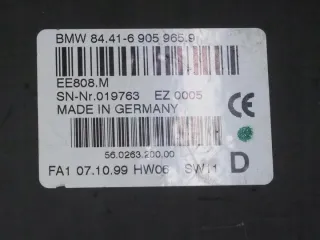 BMW 84.41-6 905 965.9
EE808.M
SN-Nr.019763 EZ 0005
MADE IN GERMANY
CE
56.0263.200.00
D
FA1 07.10.99 HW06 SW11